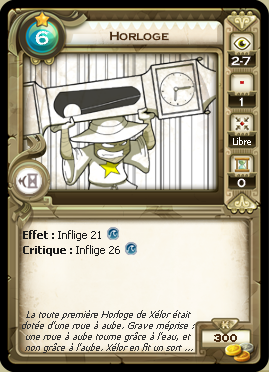 Horloge
6
2-7
1
Libre
0
Effet : Inflige 21
Critique : Inflige 26
La toute première Horloge de Xélor était
dotée d'une roue à aube. Grave méprise :
une roue à aube tourne grâce à l'eau, et
non grâce à l'aube. Xélor en fit un sort ...
300